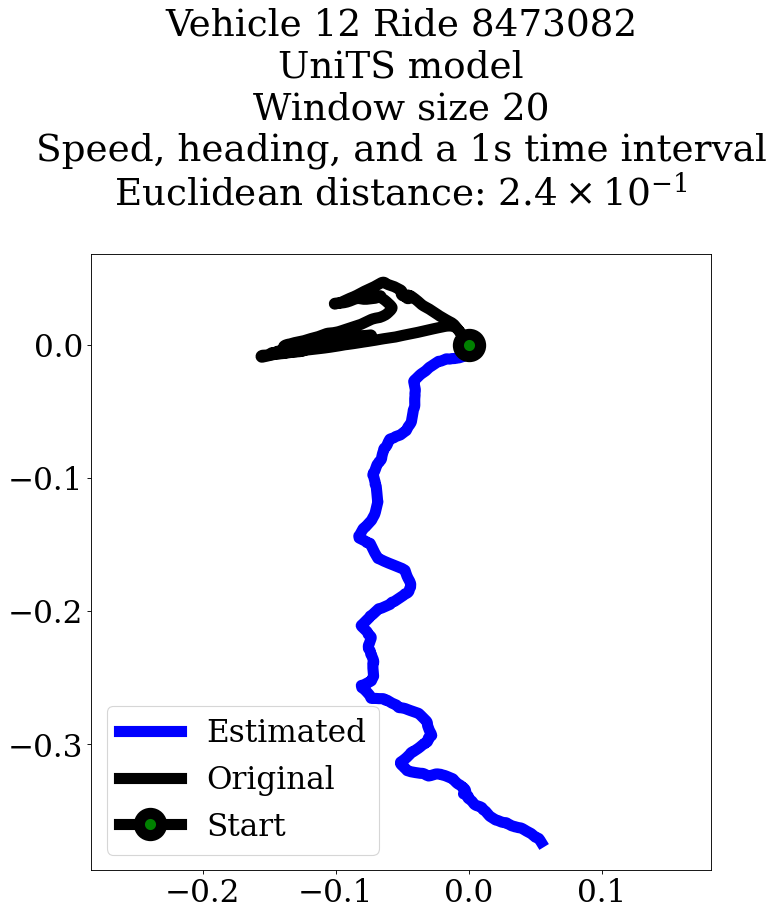 Vehicle 12 Ride 8473082
UniTS model
Window size 20
Speed, heading, and a 1s time interval
Euclidean distance: 2.4 × 10⁻¹
0.0
−0.1
−0.2
−0.3
Estimated
Original
Start
−0.2 −0.1 0.0 0.1